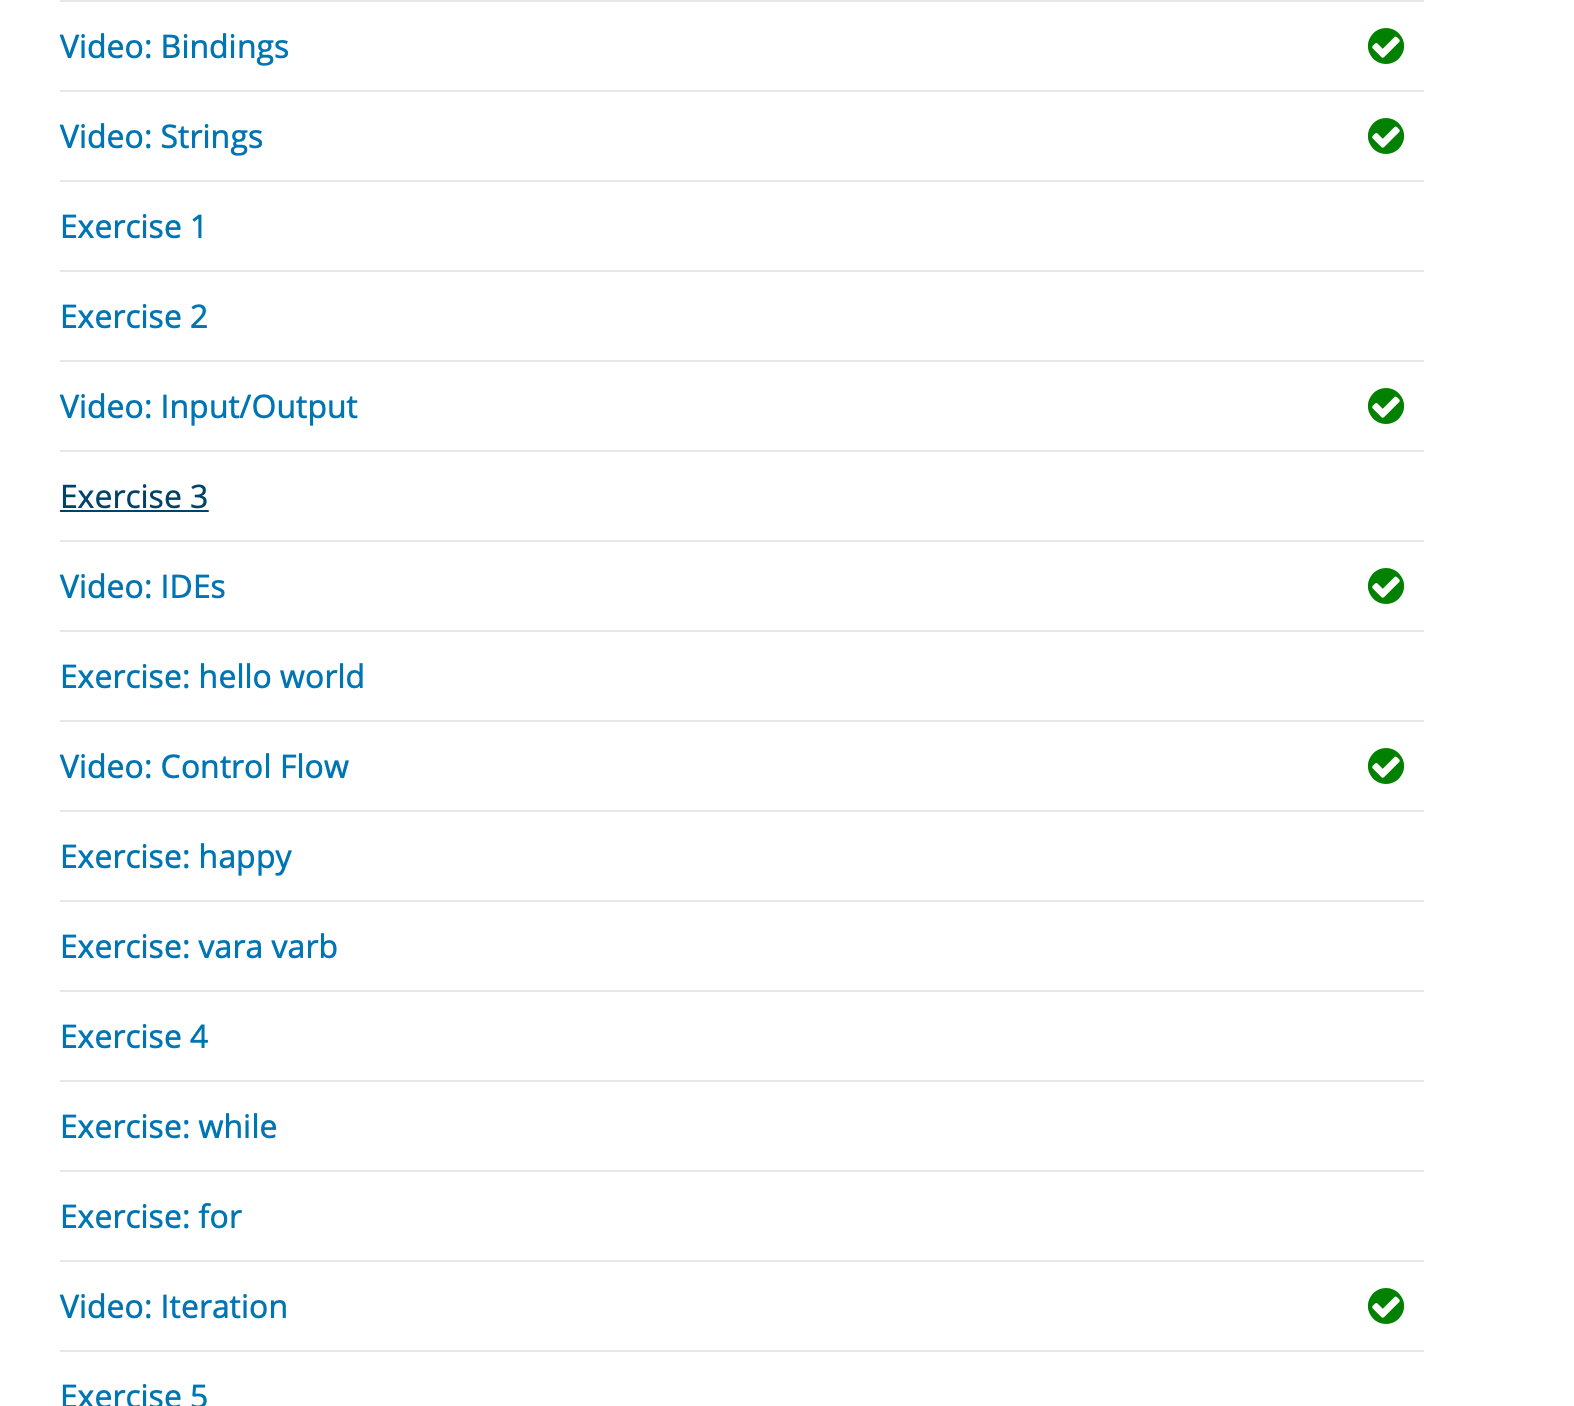 Video: Bindings
Video: Strings
Exercise 1
Exercise 2
Video: Input/Output
Exercise 3
Video: IDEs
Exercise: hello world
Video: Control Flow
Exercise: happy
Exercise: vara varb
Exercise 4
Exercise: while
Exercise: for
Video: Iteration
Exercise 5